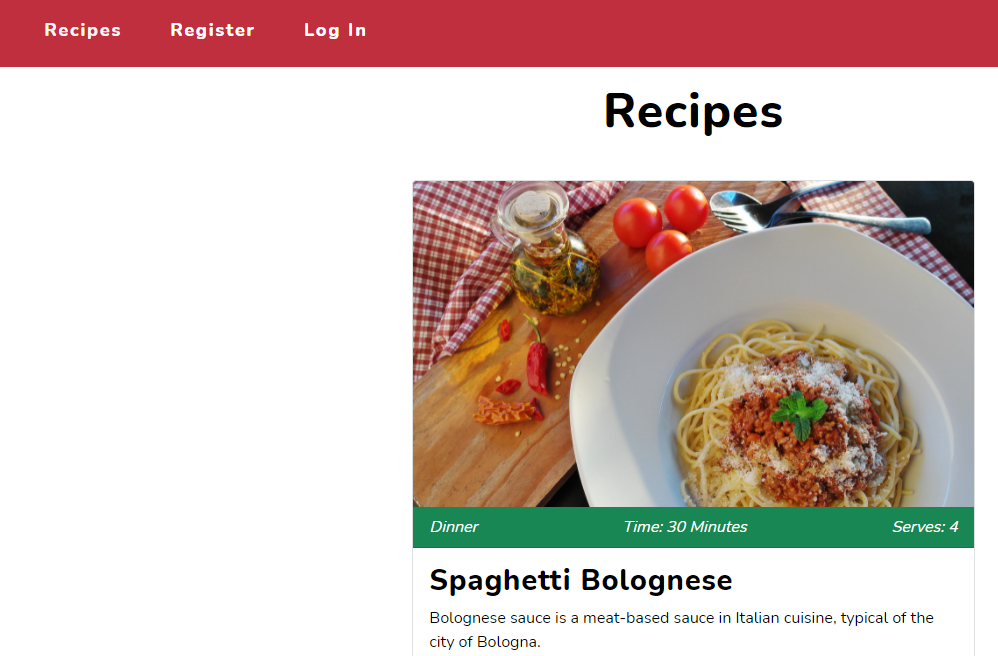 Recipes Register Log In
Recipes
Dinner Time: 30 Minutes Serves: 4
Spaghetti Bolognese
Bolognese sauce is a meat-based sauce in Italian cuisine, typical of the
city of Bologna.